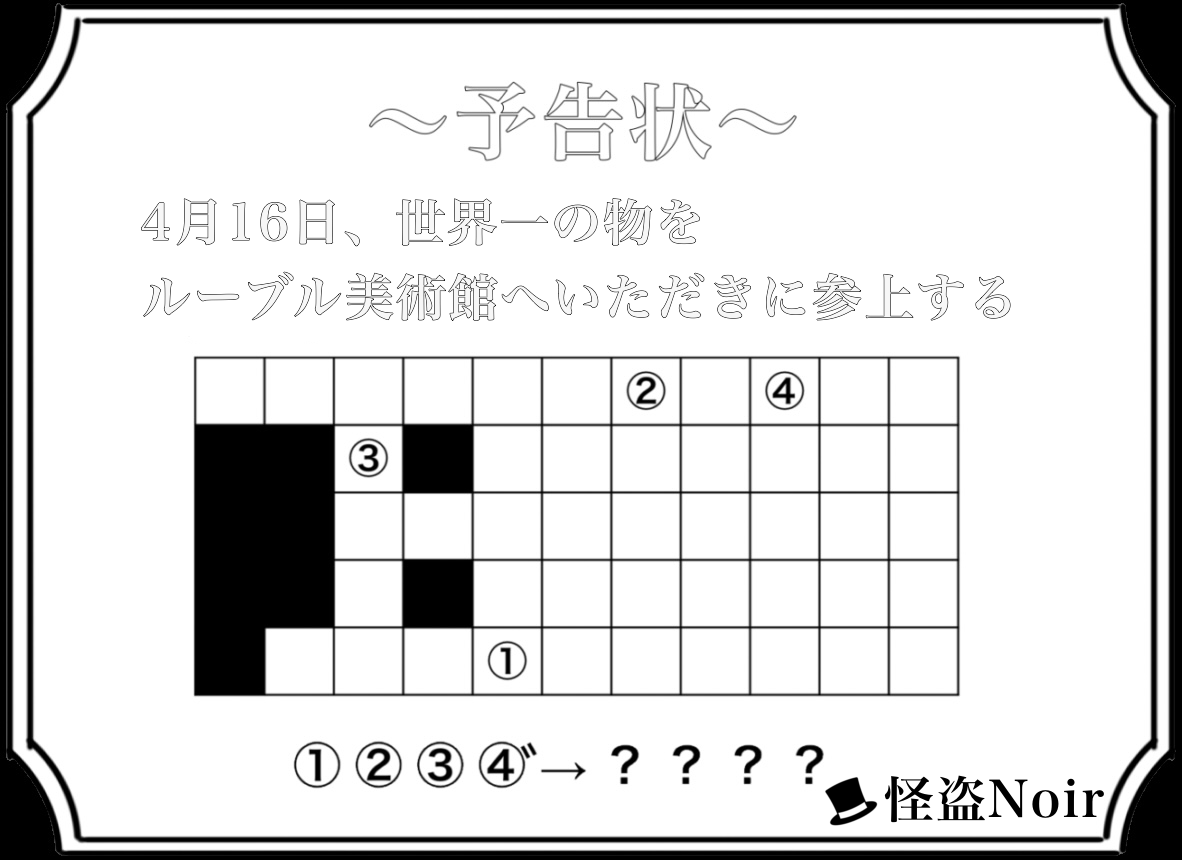 ～予告状～
4月16日、世界一の物を
ルーブル美術館へいただきに参上する
② ④
③
①
①②③④゛→？？？？
怪盗Noir